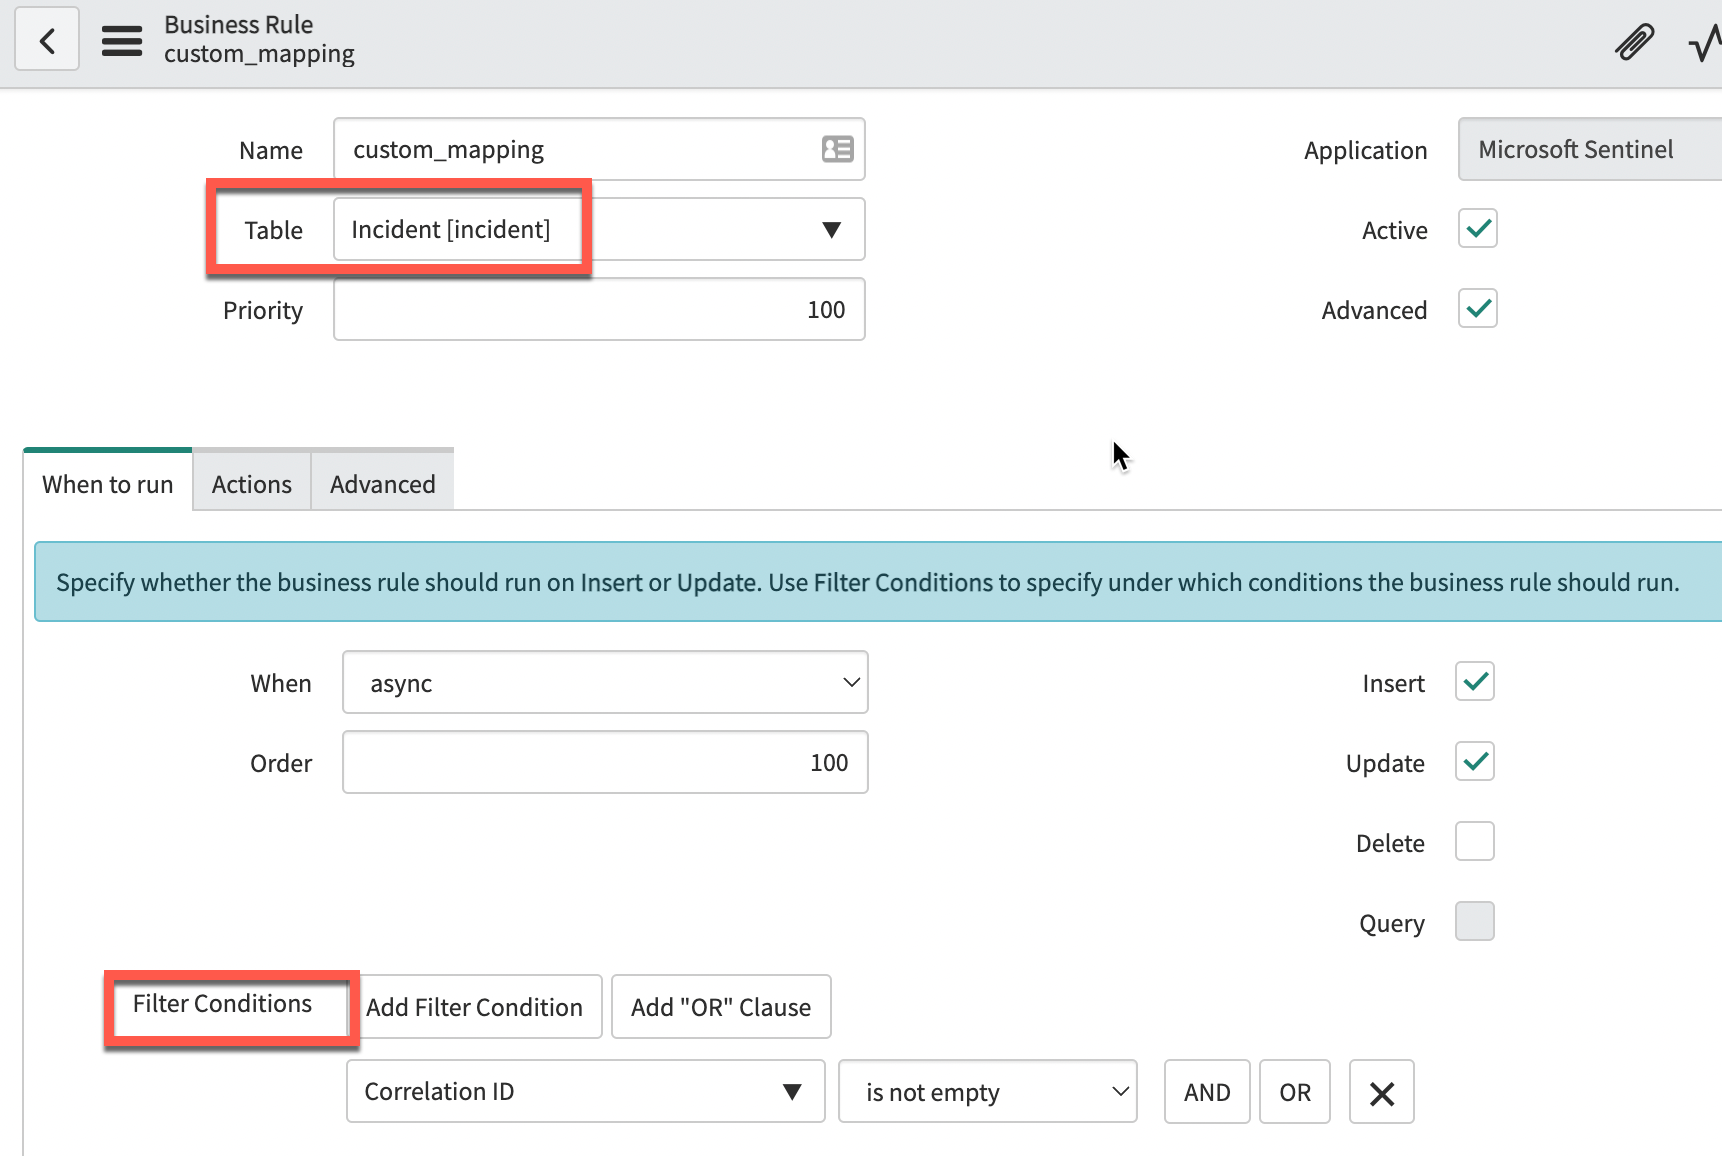 Business Rule
custom_mapping
Name custom_mapping
Application Microsoft Sentinel
Table Incident [incident]
Active
Priority 100
Advanced
When to run Actions Advanced
Specify whether the business rule should run on Insert or Update. Use Filter Conditions to specify under which conditions the business rule should run.
When async
Insert
Order 100
Update
Delete
Query
Filter Conditions Add Filter Condition Add "OR" Clause
Correlation ID is not empty AND OR